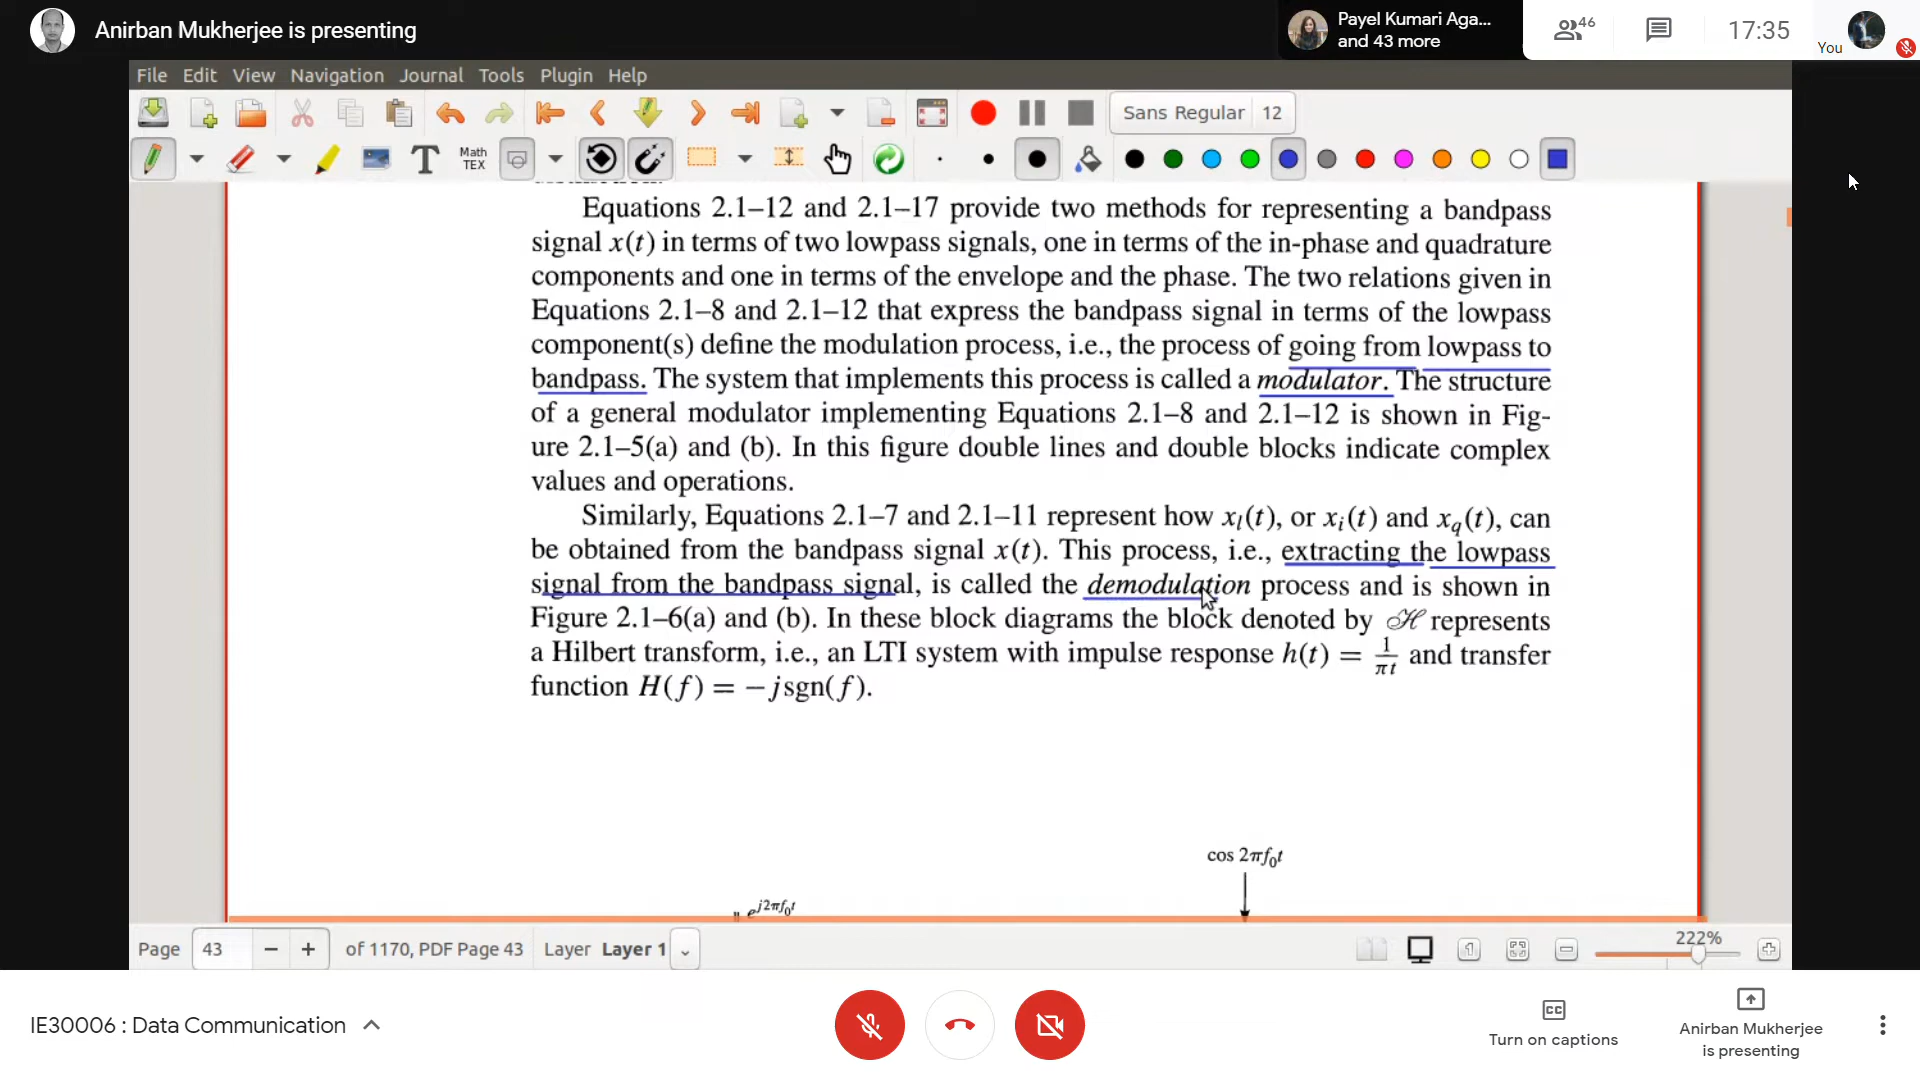 Anirban Mukherjee is presenting
Payel Kumari Aga...
and 43 more
46
17:35
You
File Edit View Navigation Journal Tools Plugin Help
Sans Regular 12
Math
TEX
Equations 2.1–12 and 2.1–17 provide two methods for representing a bandpass
signal x(t) in terms of two lowpass signals, one in terms of the in-phase and quadrature
components and one in terms of the envelope and the phase. The two relations given in
Equations 2.1–8 and 2.1–12 that express the bandpass signal in terms of the lowpass
component(s) define the modulation process, i.e., the process of going from lowpass to
bandpass. The system that implements this process is called a modulator. The structure
of a general modulator implementing Equations 2.1–8 and 2.1–12 is shown in Fig-
ure 2.1–5(a) and (b). In this figure double lines and double blocks indicate complex
values and operations.
Similarly, Equations 2.1–7 and 2.1–11 represent how xₗ(t), or xᵢ(t) and x_q(t), can
be obtained from the bandpass signal x(t). This process, i.e., extracting the lowpass
signal from the bandpass signal, is called the demodulation process and is shown in
Figure 2.1–6(a) and (b). In these block diagrams the block denoted by ℋ represents
a Hilbert transform, i.e., an LTI system with impulse response h(t) = 1/πt and transfer
function H(f) = −jsgn(f).
cos 2πf₀t
e^{j2πf₀t}
Page 43 − + of 1170, PDF Page 43 Layer Layer 1
222%
IE30006 : Data Communication
CC
Turn on captions
Anirban Mukherjee
is presenting